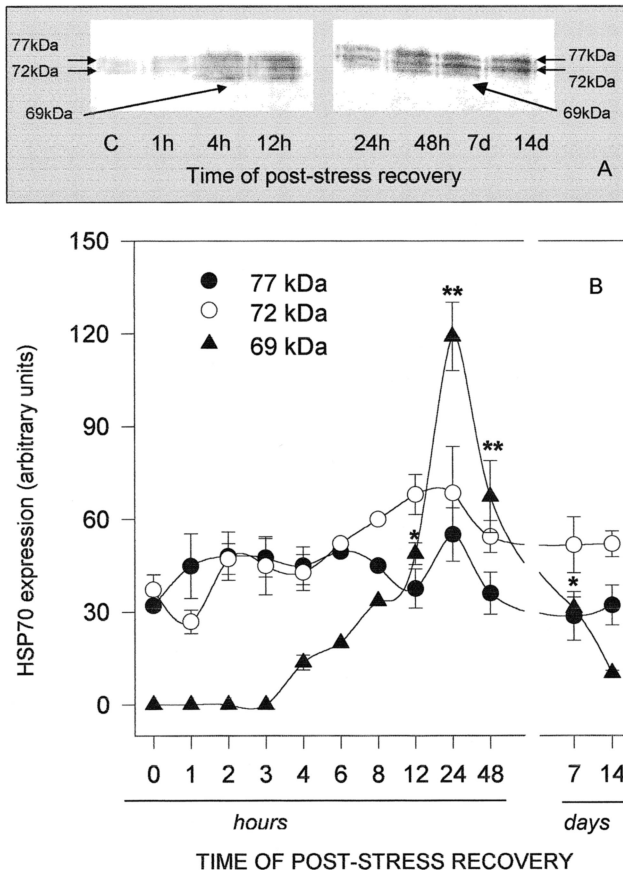 77kDa
72kDa
69kDa
77kDa
72kDa
69kDa
C 1h 4h 12h 24h 48h 7d 14d
Time of post-stress recovery
A
150
120
90
60
30
0
HSP70 expression (arbitrary units)
77 kDa
72 kDa
69 kDa
B
**
**
*
*
0 1 2 3 4 6 8 12 24 48 7 14
hours days
TIME OF POST-STRESS RECOVERY